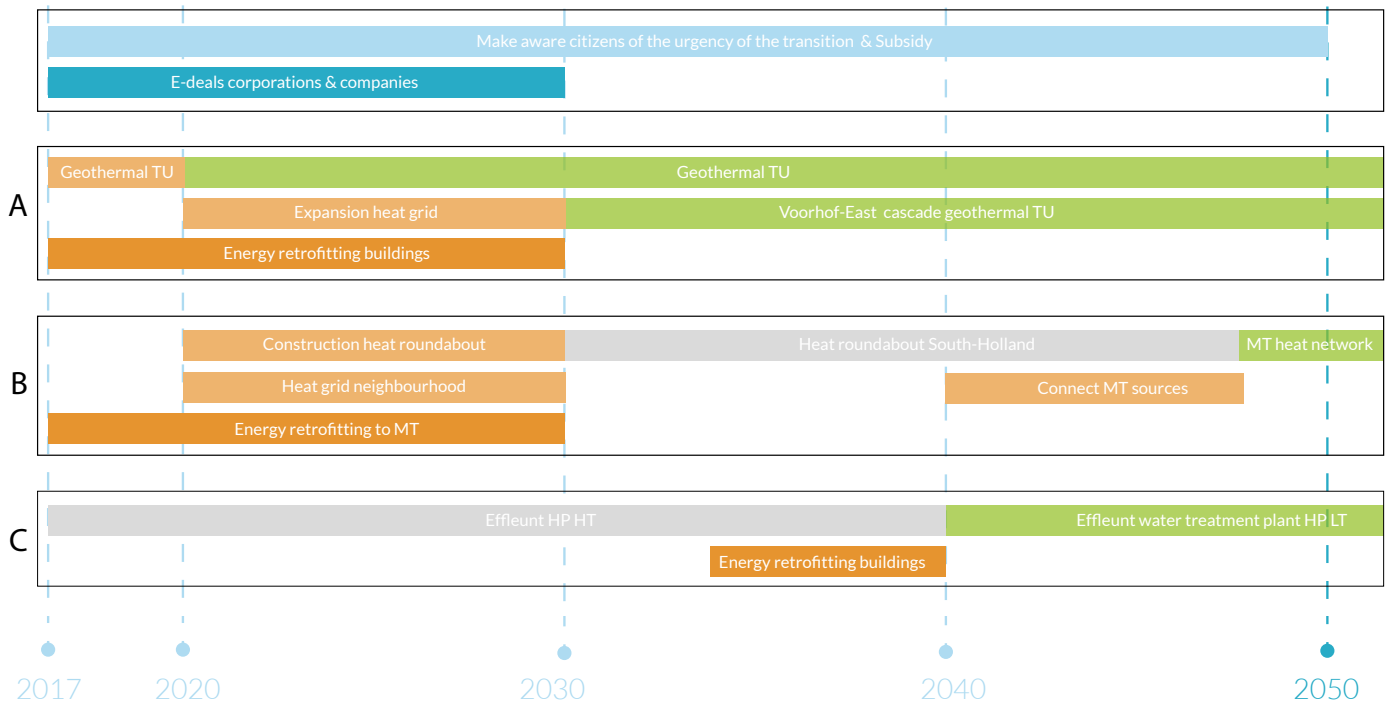 Make aware citizens of the urgency of the transition & Subsidy
E-deals corporations & companies
A
Geothermal TU
Geothermal TU
Expansion heat grid
Voorhof-East cascade geothermal TU
Energy retrofitting buildings
B
Construction heat roundabout
Heat roundabout South-Holland
MT heat network
Heat grid neighbourhood
Connect MT sources
Energy retrofitting to MT
C
Effleunt HP HT
Effleunt water treatment plant HP LT
Energy retrofitting buildings
2017
2020
2030
2040
2050